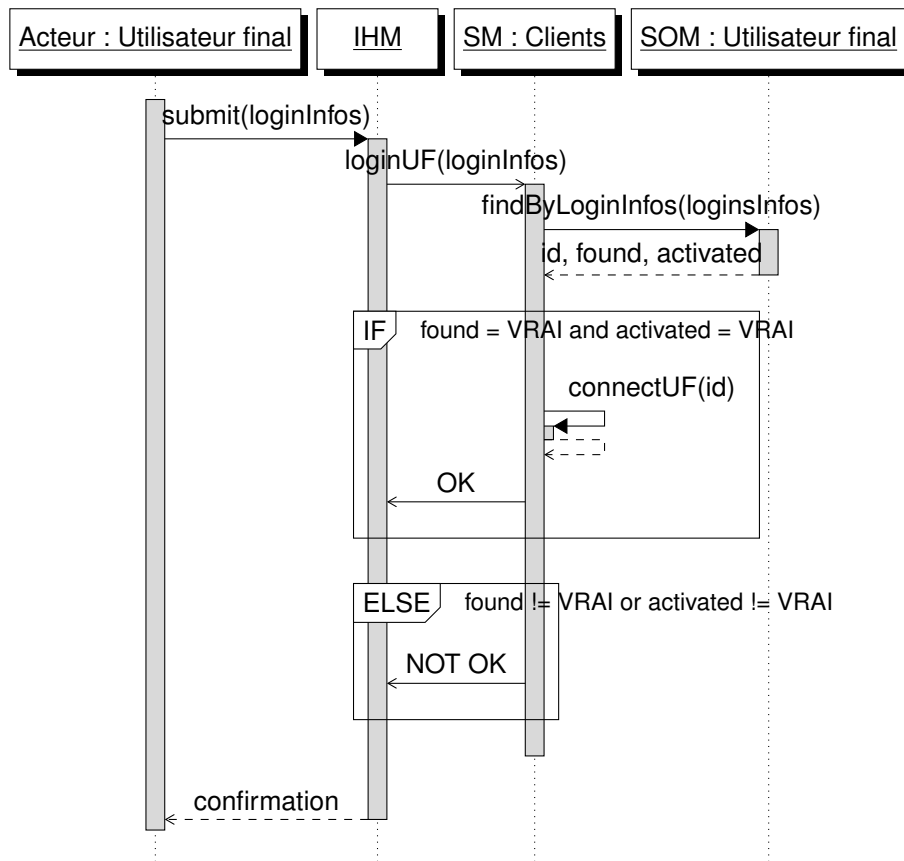 Acteur : Utilisateur final
IHM
SM : Clients
SOM : Utilisateur final
submit(loginInfos)
loginUF(loginInfos)
findByLoginInfos(loginsInfos)
id, found, activated
IF
found = VRAI and activated = VRAI
connectUF(id)
OK
ELSE
found != VRAI or activated != VRAI
NOT OK
confirmation